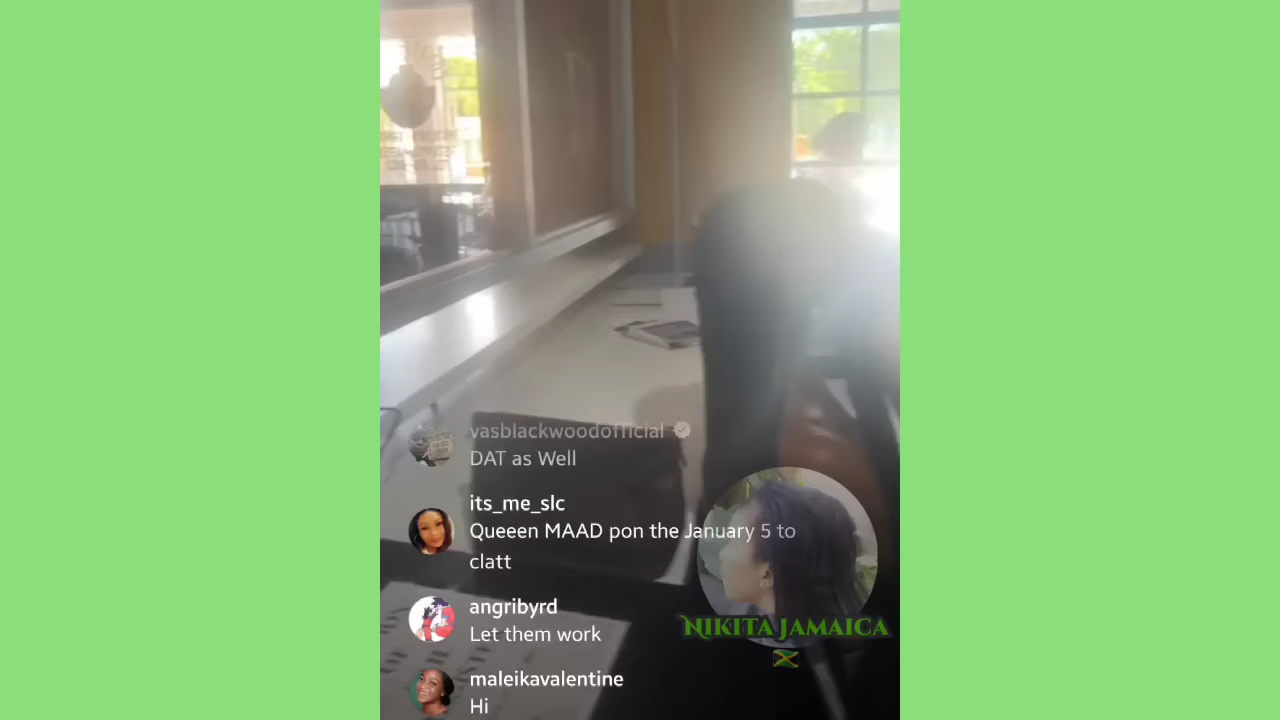 vasblackwoodofficial
DAT as Well
its_me_slc
Queeen MAAD pon the January 5 to
clatt
angribyrd
Let them work
NIKITA JAMAICA
maleikavalentine
Hi